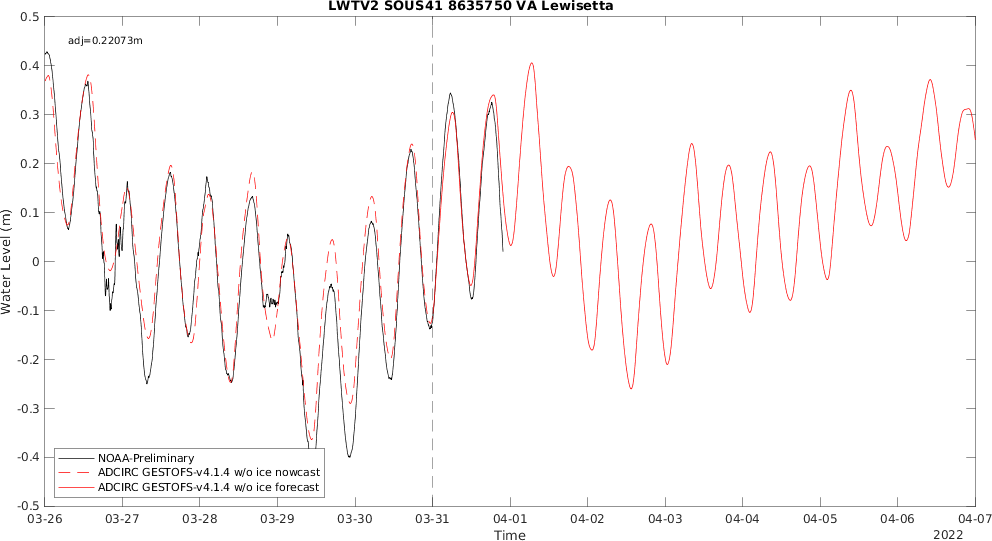 LWTV2 SOUS41 8635750 VA Lewisetta
adj=0.22073m
0.5
0.4
0.3
0.2
0.1
0
-0.1
-0.2
-0.3
-0.4
-0.5
Water Level (m)
NOAA-Preliminary
ADCIRC GESTOFS-v4.1.4 w/o ice nowcast
ADCIRC GESTOFS-v4.1.4 w/o ice forecast
03-26 03-27 03-28 03-29 03-30 03-31 04-01 04-02 04-03 04-04 04-05 04-06 04-07
Time
2022